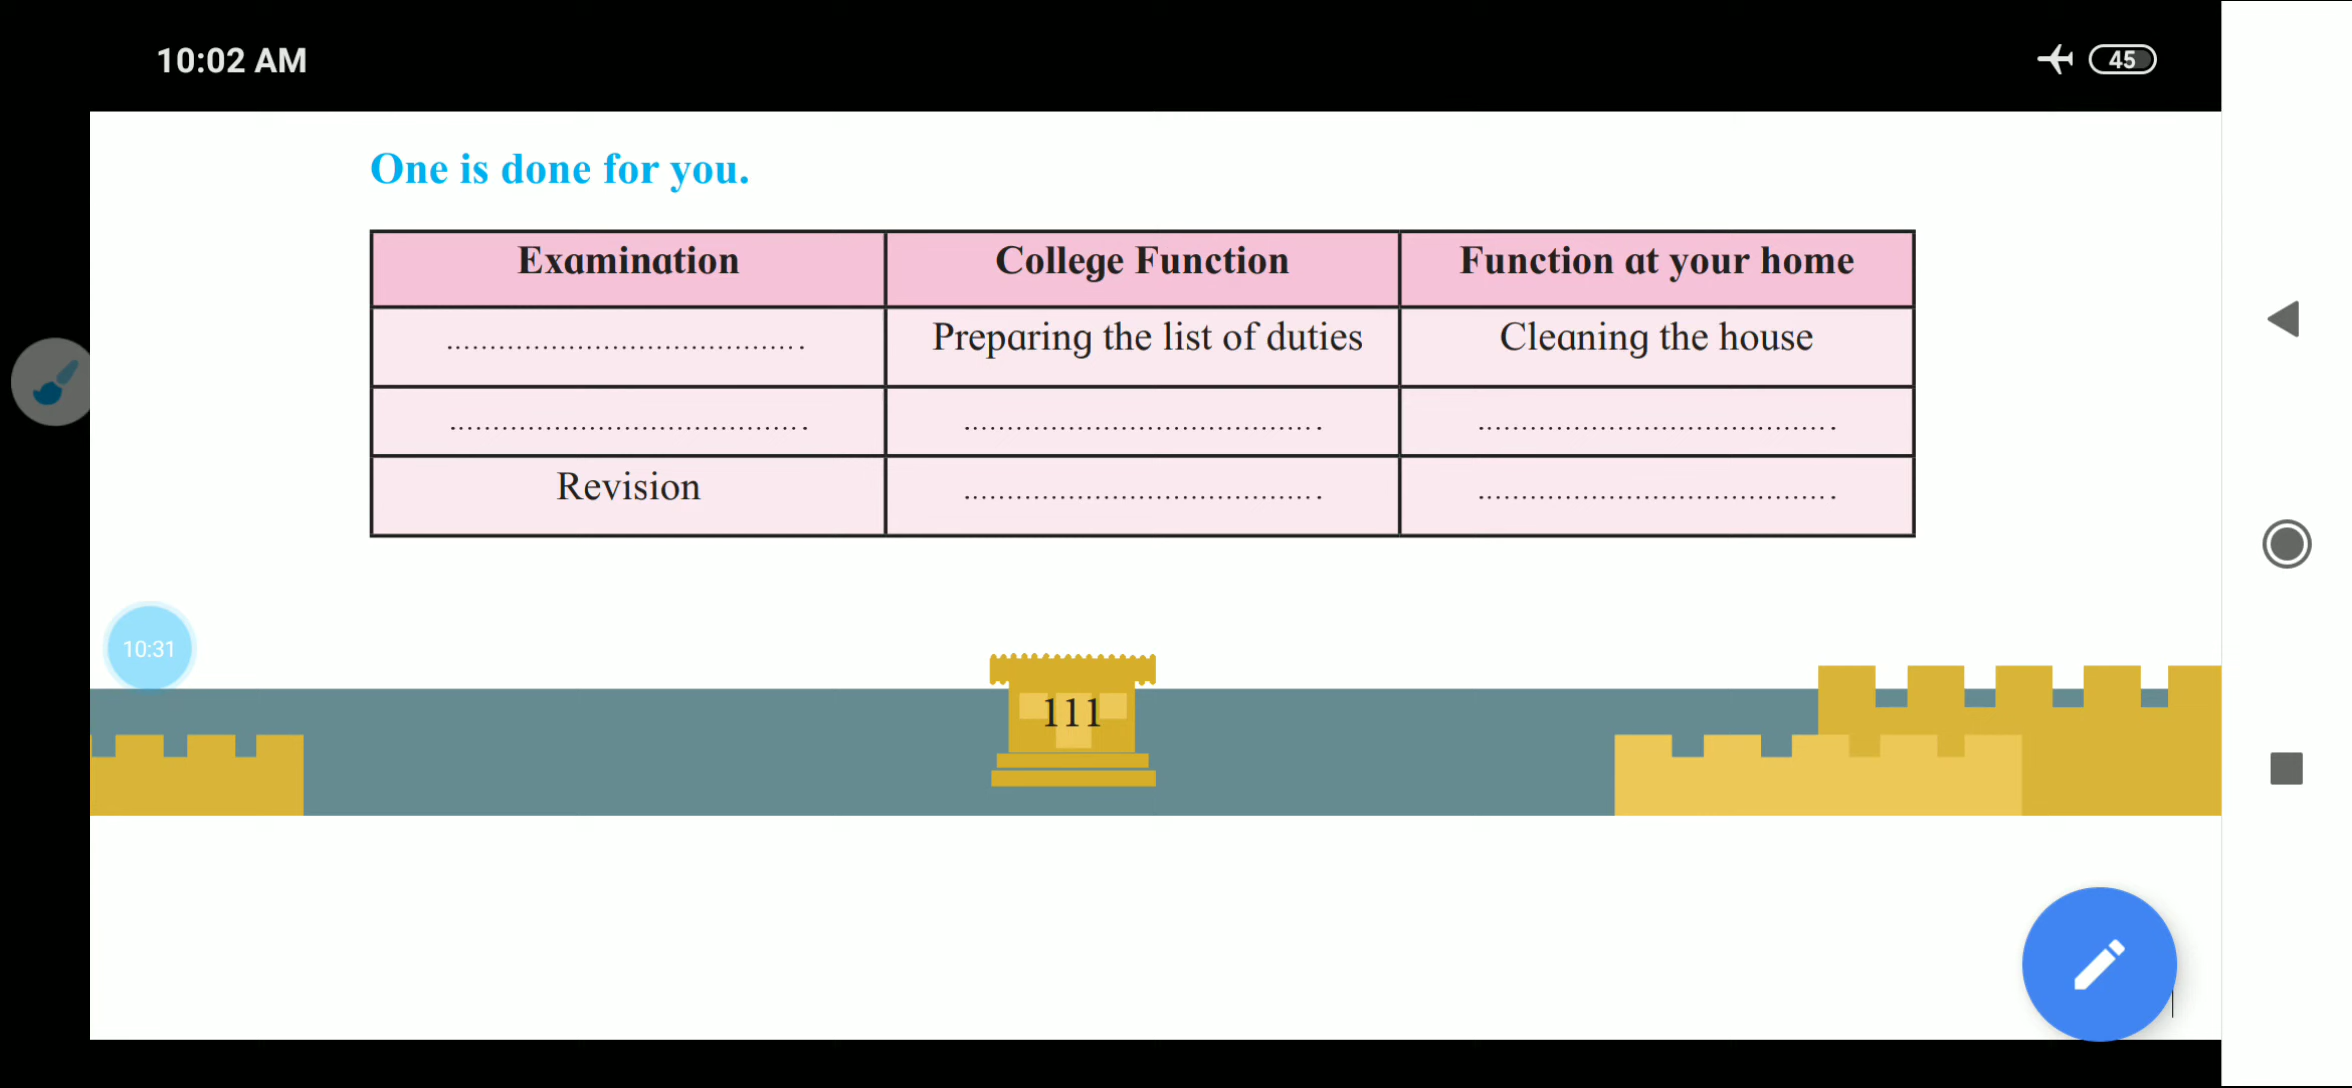 10:02 AM
45
One is done for you.
Examination College Function Function at your home
........................................ Preparing the list of duties Cleaning the house
........................................ ........................................ ........................................
Revision ........................................ ........................................
10:31
111